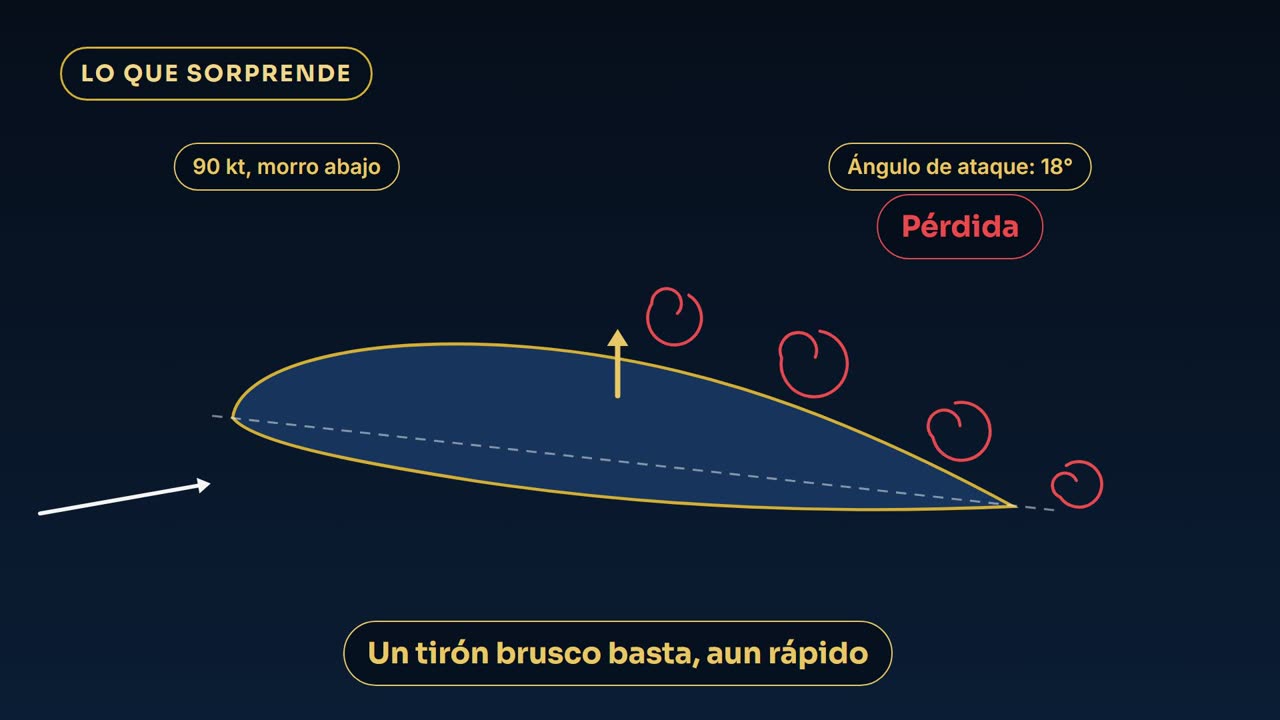 LO QUE SORPRENDE
90 kt, morro abajo
Ángulo de ataque: 18°
Pérdida
Un tirón brusco basta, aun rápido